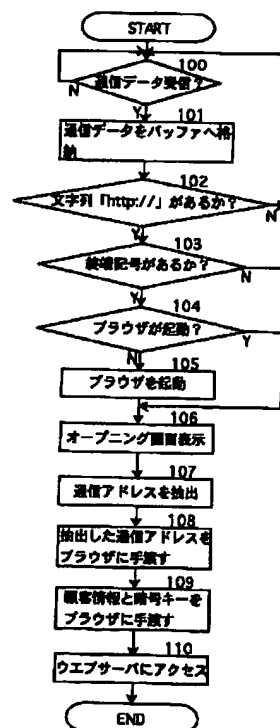 START
100
通信データ受信？
N
Y
101
通信データをバッファへ格
納
102
文字列「http://」があるか？
N
Y
103
終端記号があるか？
N
Y
104
ブラウザが起動？
Y
N
105
ブラウザを起動
106
オープニング画面表示
107
通信アドレスを抽出
108
抽出した通信アドレスを
ブラウザに手渡す
109
顧客情報と暗号キーを
ブラウザに手渡す
110
ウエブサーバにアクセス
END